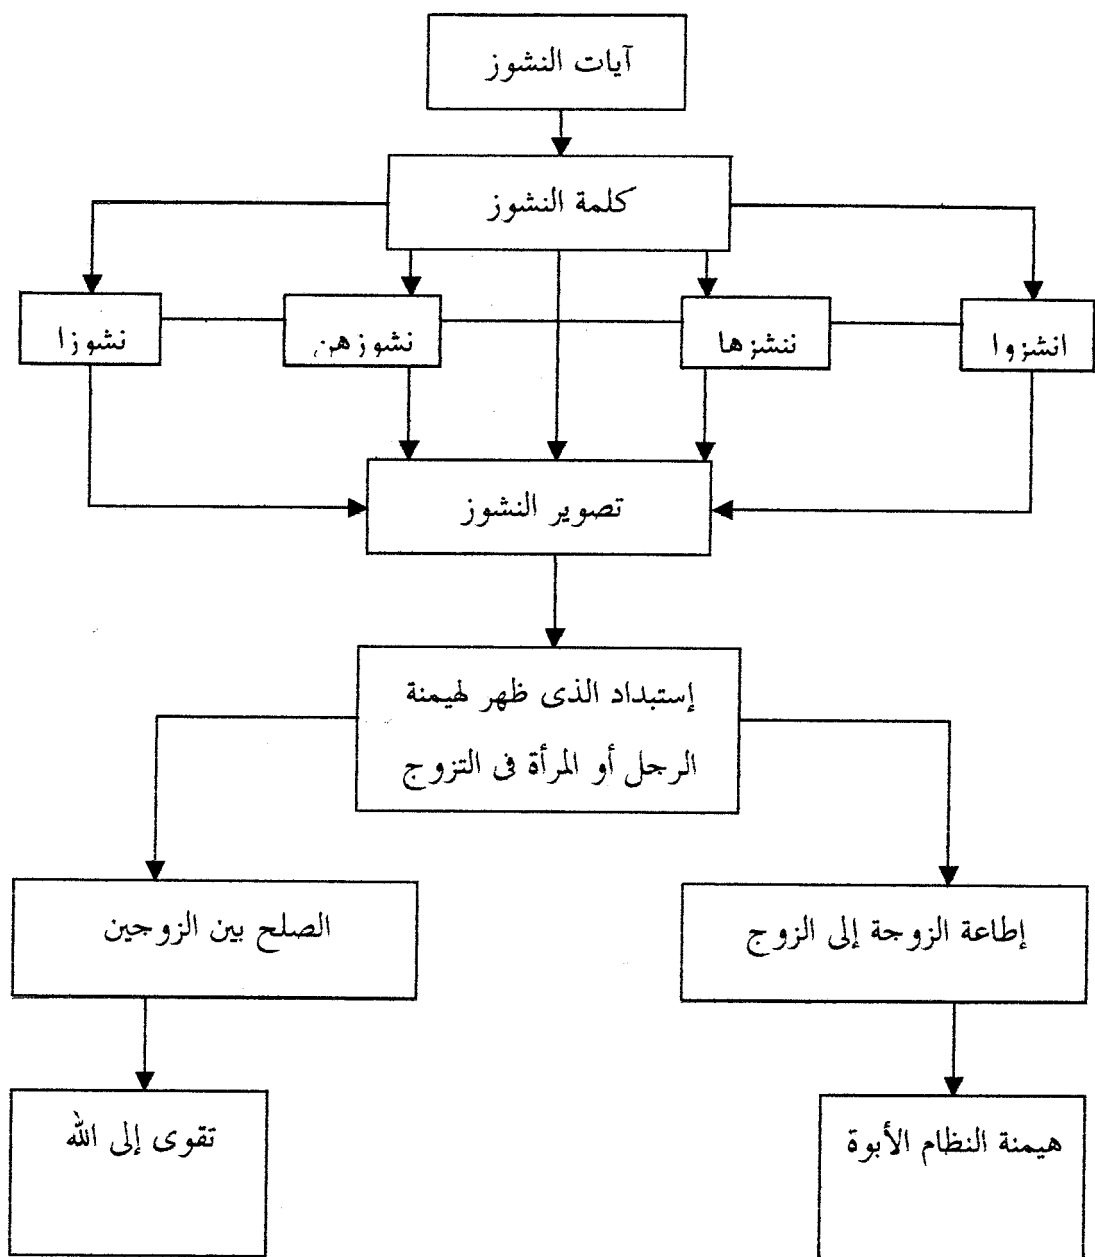 آيات النشوز
كلمة النشوز
انشزوا
ننشزها
نشوزهن
نشوزا
تصوير النشوز
إستبداد الذى ظهر لهيمنة
الرجل أو المرأة فى التزوج
إطاعة الزوجة إلى الزوج
الصلح بين الزوجين
هيمنة النظام الأبوة
تقوى إلى الله